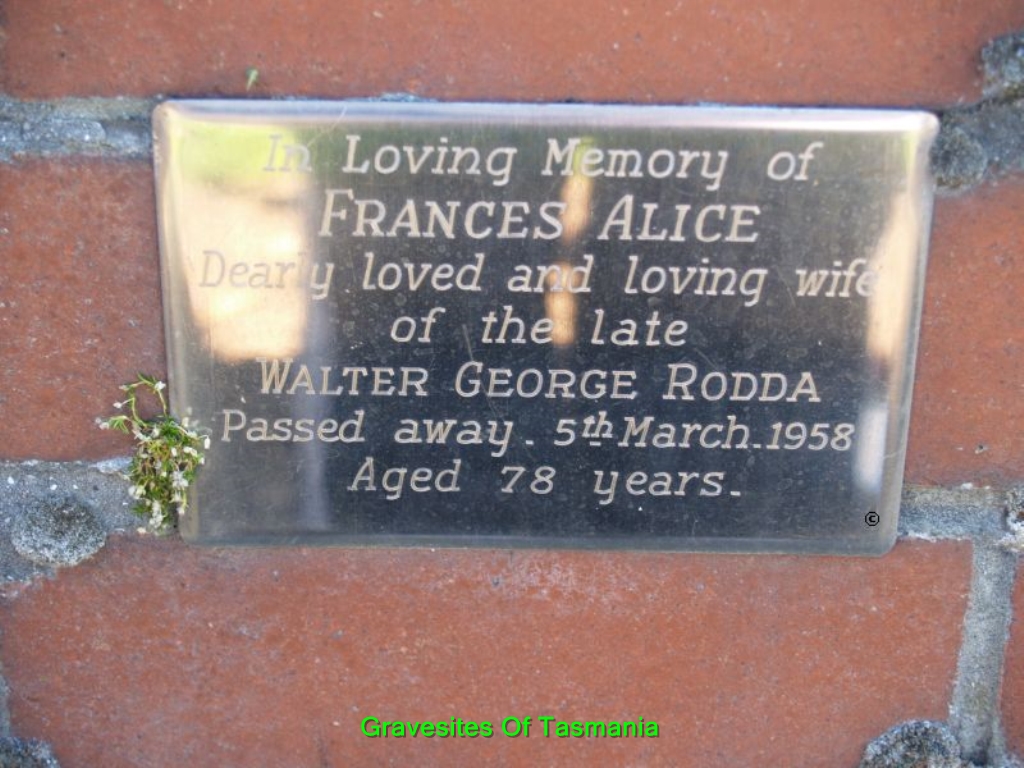 In Loving Memory of
FRANCES ALICE
Dearly loved and loving wife
of the late
WALTER GEORGE RODDA
Passed away. 5th March. 1958
Aged 78 years.
©
Gravesites Of Tasmania